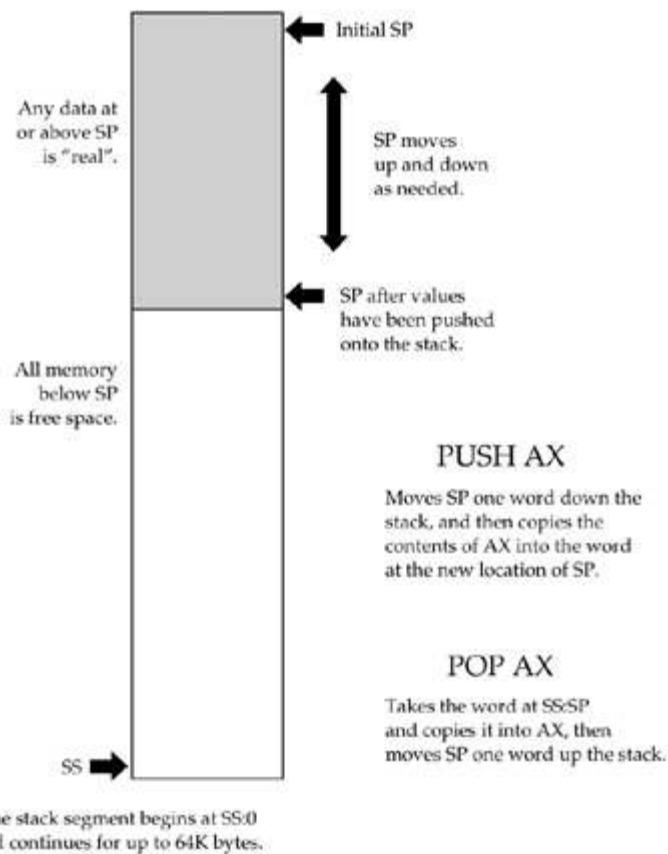 Initial SP
Any data at
or above SP
is "real".
SP moves
up and down
as needed.
SP after values
have been pushed
onto the stack.
All memory
below SP
is free space.
PUSH AX
Moves SP one word down the
stack, and then copies the
contents of AX into the word
at the new location of SP.
POP AX
Takes the word at SS:SP
and copies it into AX, then
moves SP one word up the stack.
SS
stack segment begins at SS:0
continues for up to 64K bytes.